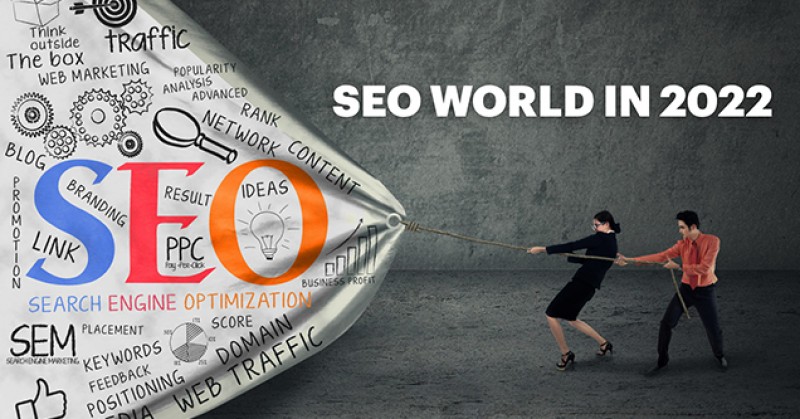 Think
outside
The box
traffic
WEB MARKETING
POPULARITY
ANALYSIS
ADVANCED
RANK
NETWORK
CONTENT
BLOG
PROMOTION
SEO
BRANDING
LINK
RESULT
PPC
Pay-Per-Click
IDEAS
BUSINESS PROFIT
SEARCH ENGINE OPTIMIZATION
SEM
SEARCH ENGINE MARKETING
PLACEMENT
SCORE
DOMAIN
KEYWORDS
FEEDBACK
POSITIONING
WEB TRAFFIC
SEO WORLD IN 2022